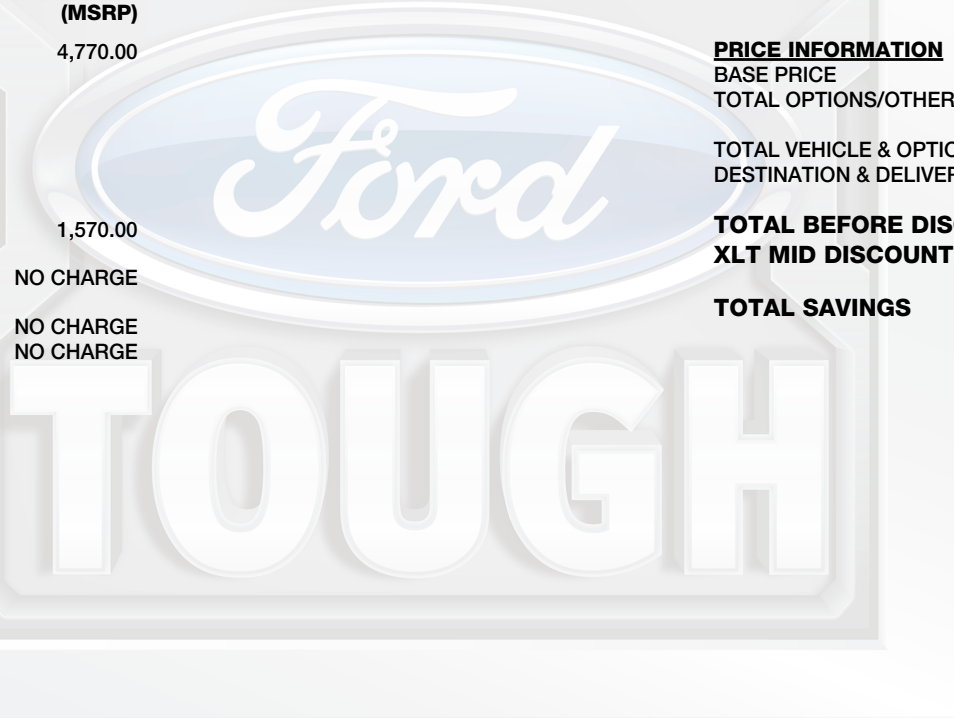 (MSRP)
4,770.00
1,570.00
NO CHARGE
NO CHARGE
NO CHARGE
PRICE INFORMATION
BASE PRICE
TOTAL OPTIONS/OTHER
TOTAL VEHICLE & OPTIO
DESTINATION & DELIVER
TOTAL BEFORE DISC
XLT MID DISCOUNT
TOTAL SAVINGS
Ford
TOUGH